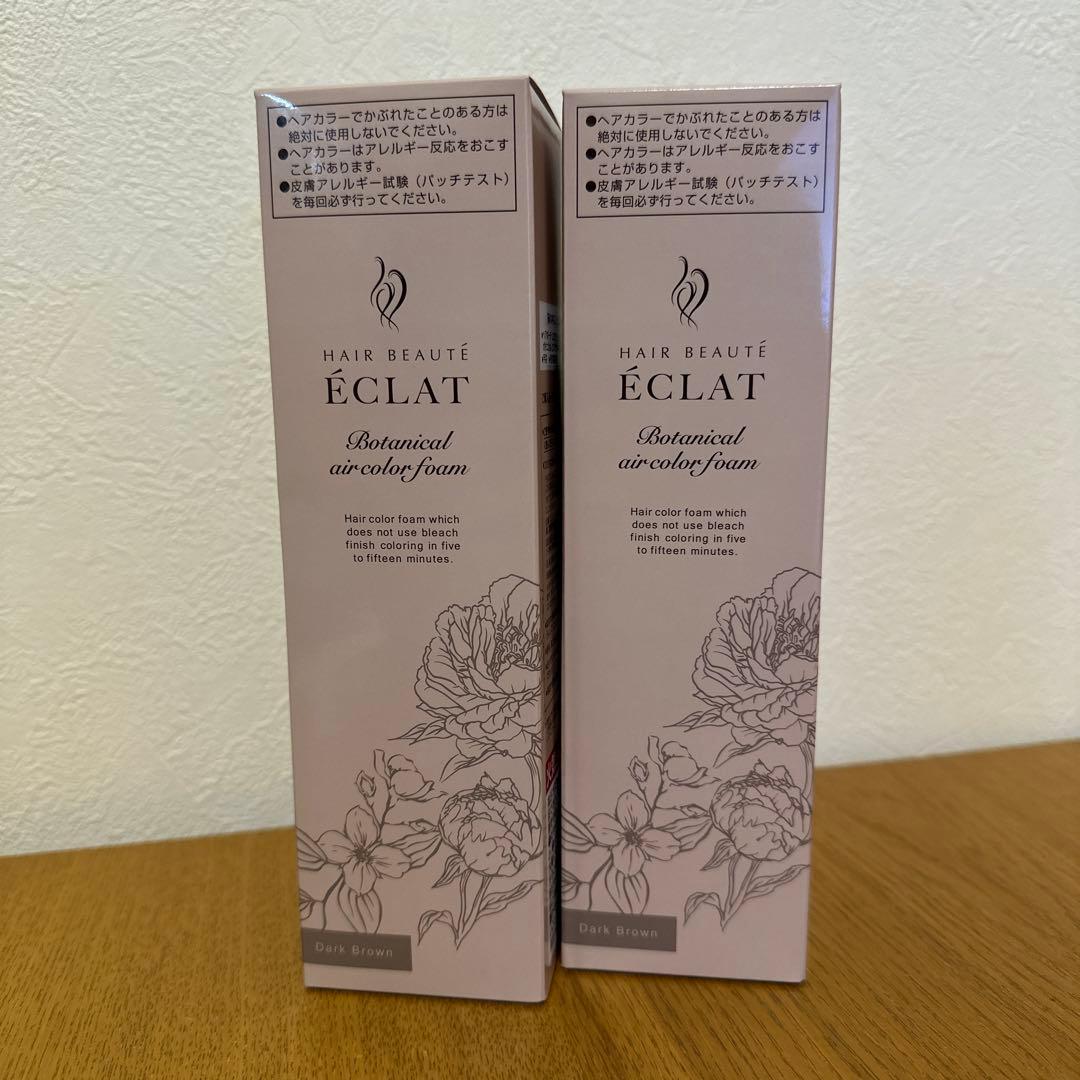 ●ヘアカラーでかぶれたことのある方は
絶対に使用しないでください。
●ヘアカラーはアレルギー反応をおこす
ことがあります。
●皮膚アレルギー試験（パッチテスト）
を毎回必ず行ってください。
HAIR BEAUTÉ
ÉCLAT
Botanical
air color foam
Hair color foam which
does not use bleach
finish coloring in five
to fifteen minutes.
Dark Brown
●ヘアカラーでかぶれたことのある方は
絶対に使用しないでください。
●ヘアカラーはアレルギー反応をおこす
ことがあります。
●皮膚アレルギー試験（パッチテスト）
を毎回必ず行ってください。
HAIR BEAUTÉ
ÉCLAT
Botanical
air color foam
Hair color foam which
does not use bleach
finish coloring in five
to fifteen minutes.
Dark Brown